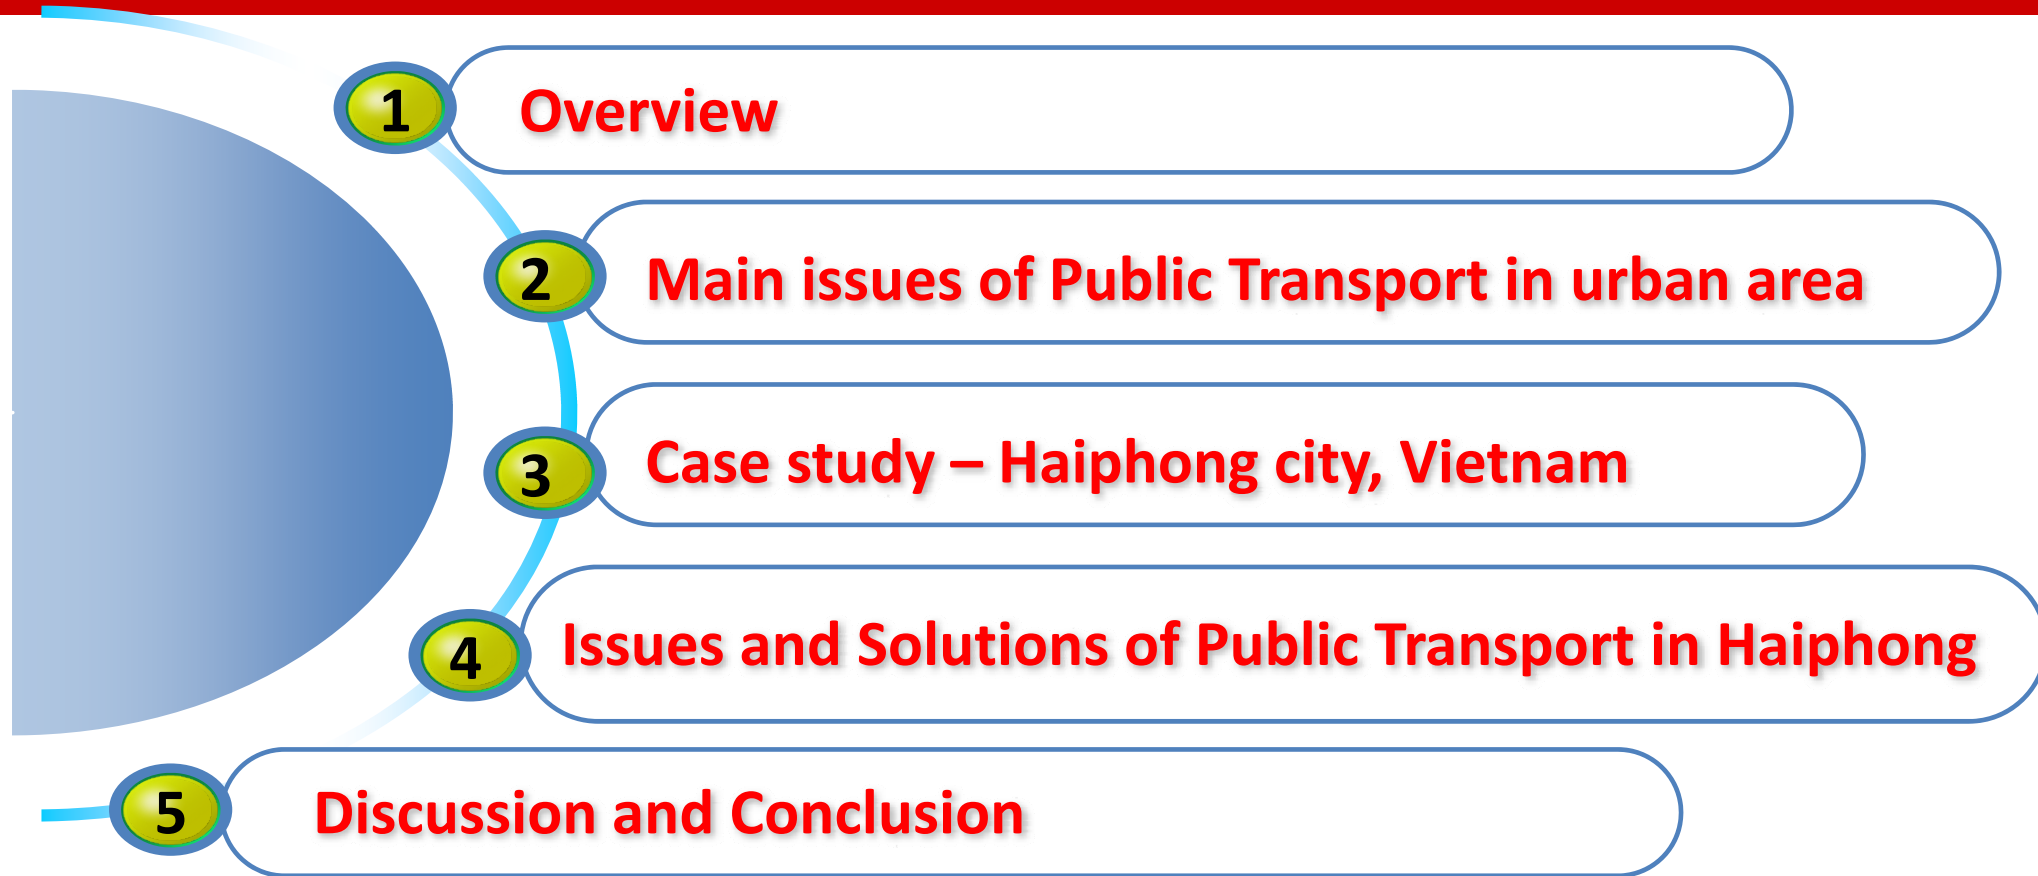 1 Overview
2 Main issues of Public Transport in urban area
3 Case study – Haiphong city, Vietnam
4 Issues and Solutions of Public Transport in Haiphong
5 Discussion and Conclusion